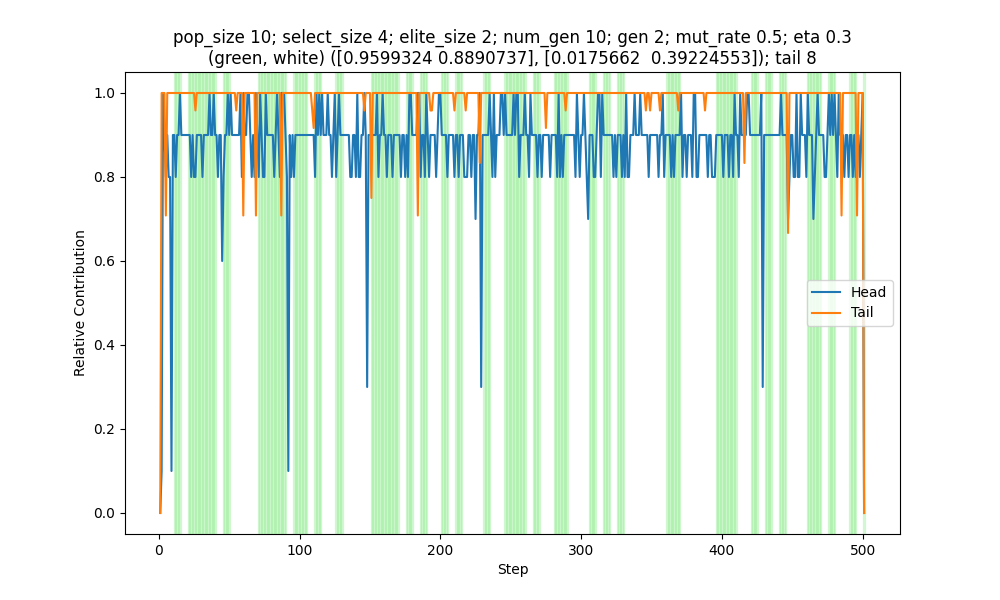 pop_size 10; select_size 4; elite_size 2; num_gen 10; gen 2; mut_rate 0.5; eta 0.3
(green, white) ([0.9599324 0.8890737], [0.0175662  0.39224553]); tail 8
1.0
0.8
0.6
0.4
0.2
0.0
Relative Contribution
Head
Tail
0
100
200
300
400
500
Step